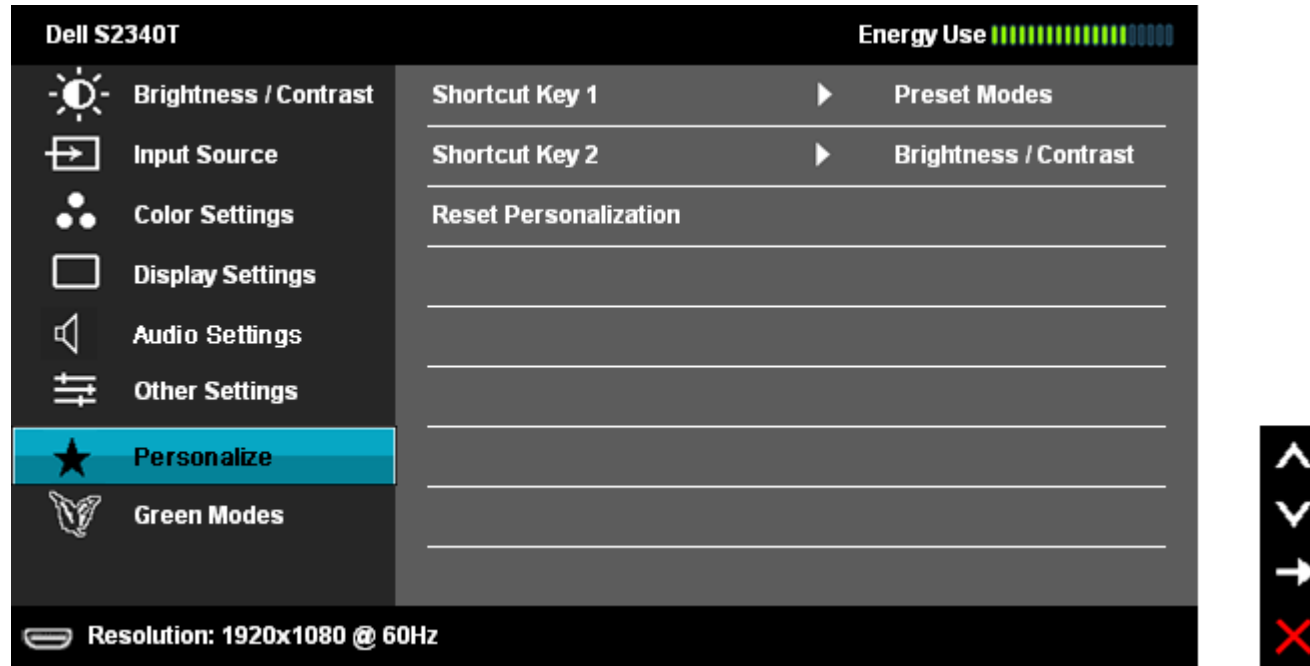 Dell S2340T Energy Use
Brightness / Contrast Shortcut Key 1 Preset Modes
Input Source Shortcut Key 2 Brightness / Contrast
Color Settings Reset Personalization
Display Settings
Audio Settings
Other Settings
Personalize
Green Modes
Resolution: 1920x1080 @ 60Hz